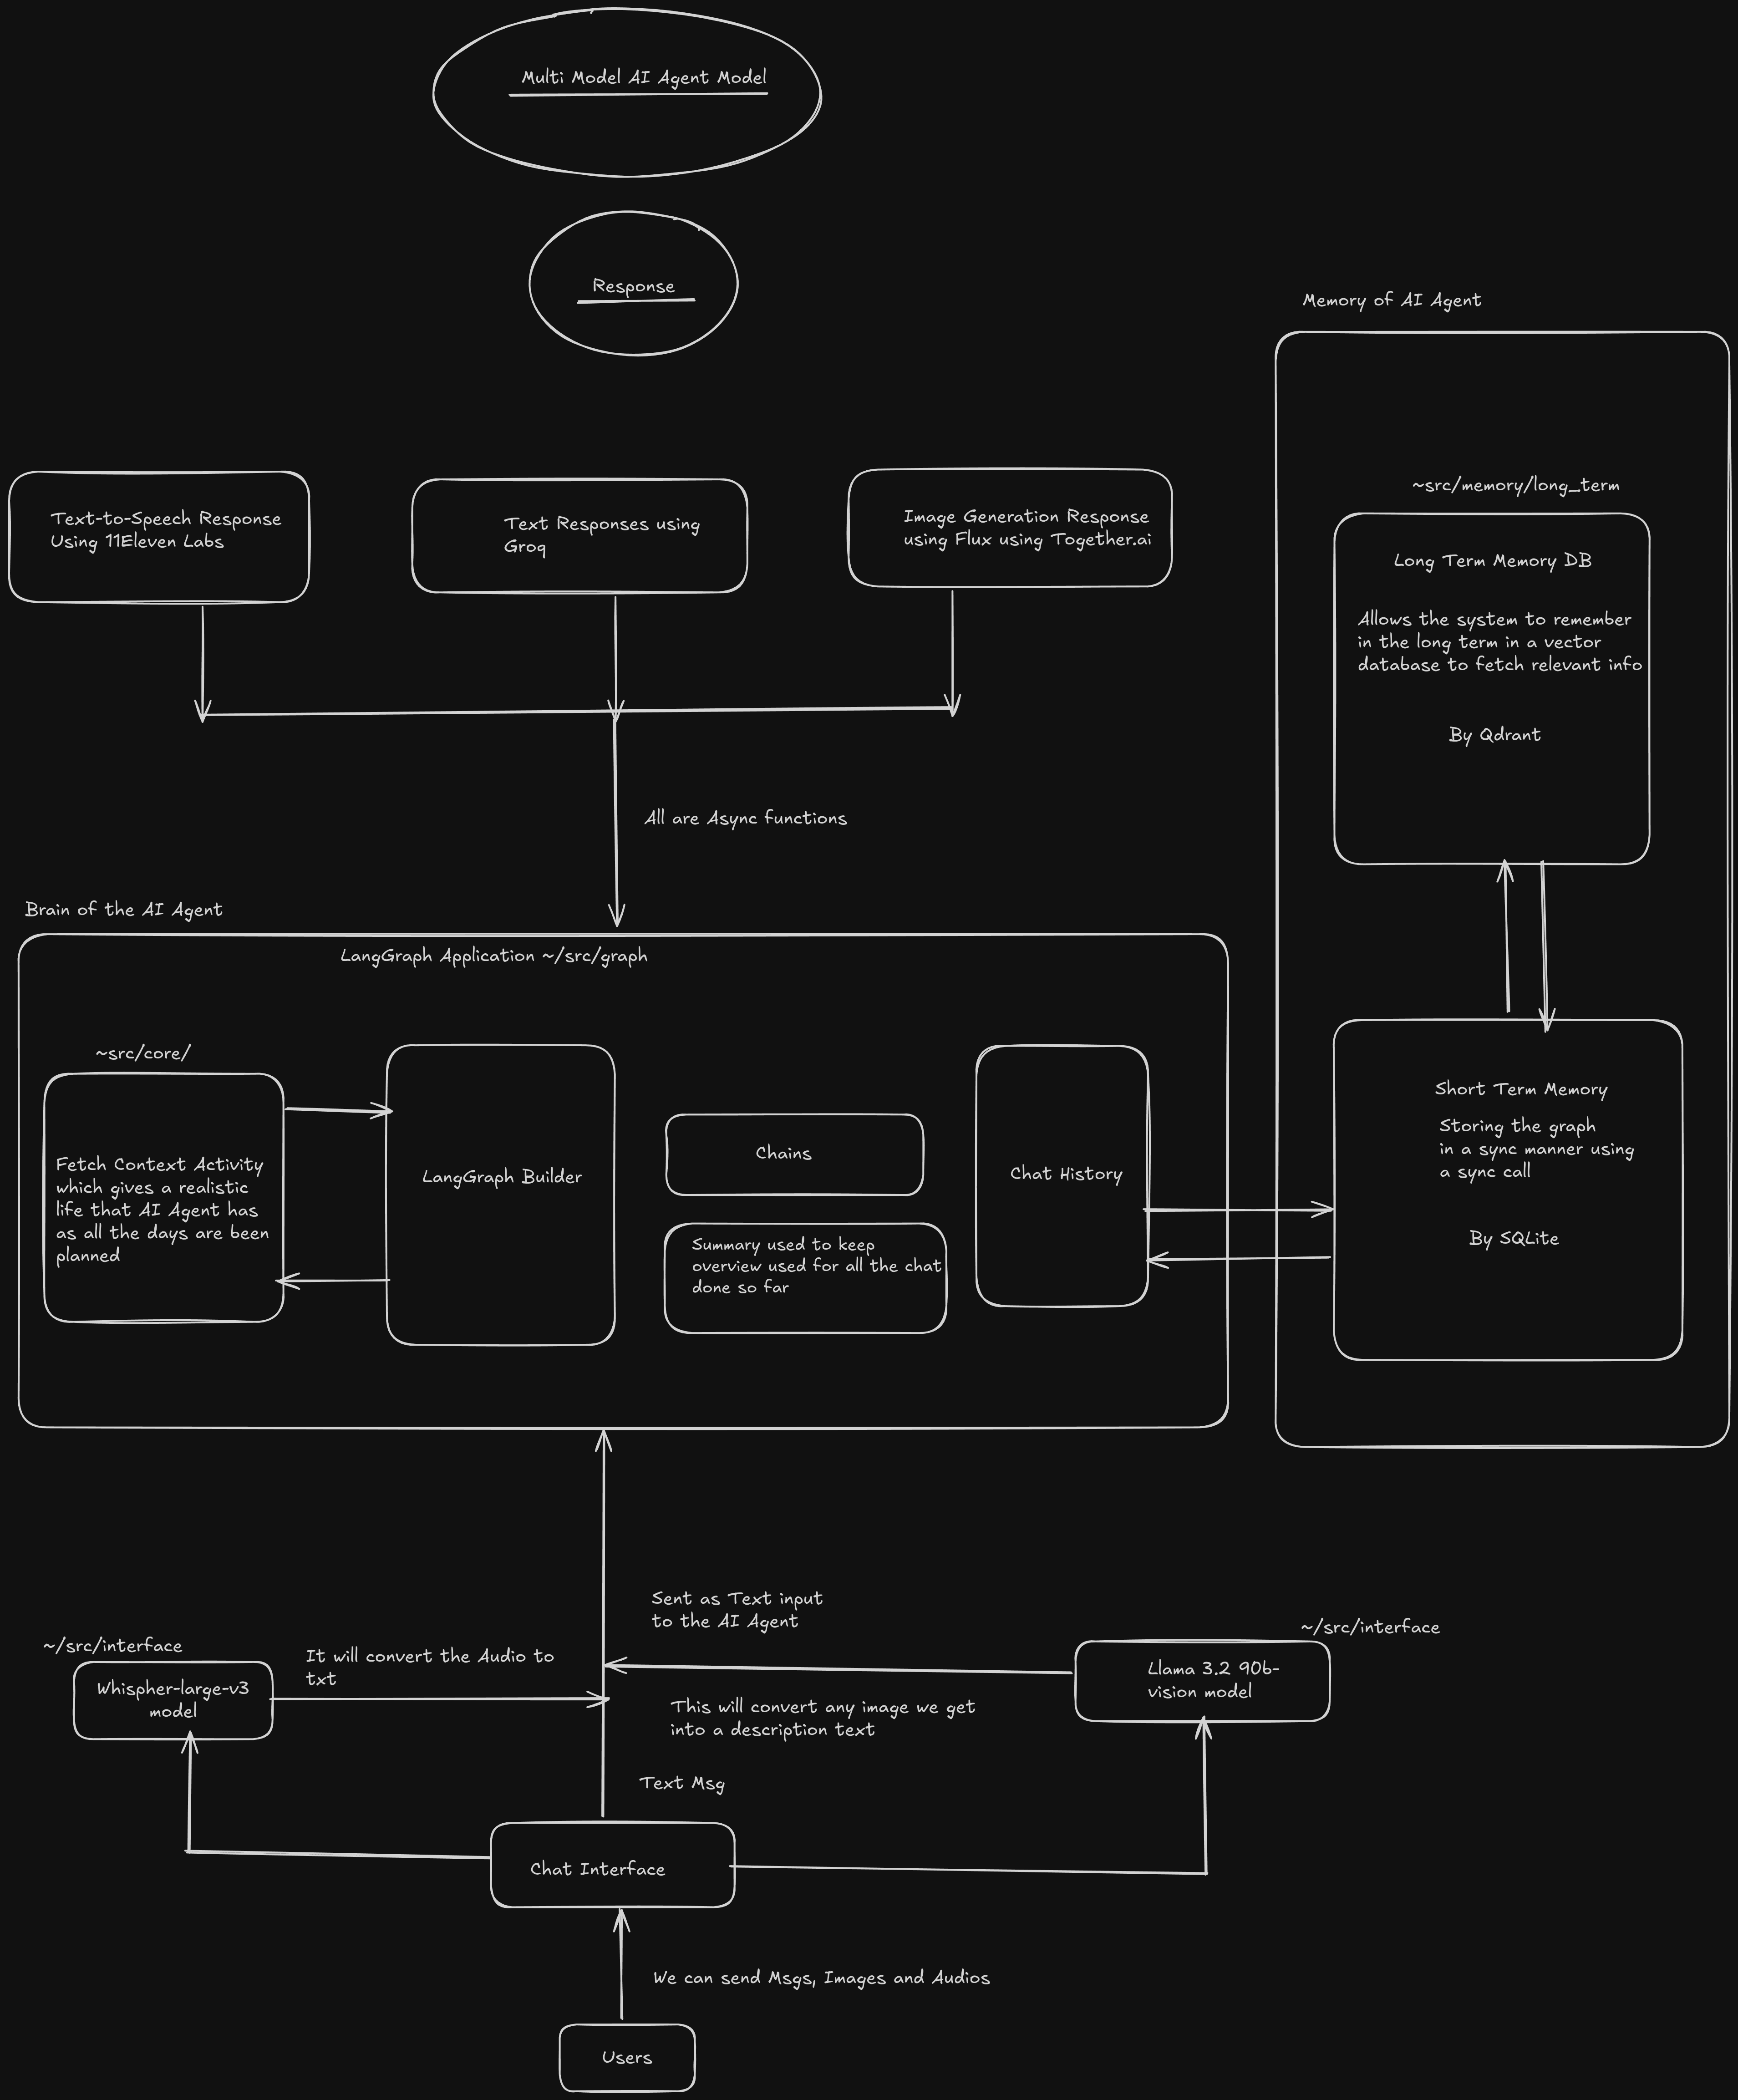 Multi Model AI Agent Model
Response
Memory of AI Agent
~src/memory/long_term
Text-to-Speech Response
Using 11Eleven Labs
Text Responses using
Groq
Image Generation Response
using Flux using Together.ai
Long Term Memory DB
Allows the system to remember
in the long term in a vector
database to fetch relevant info
By Qdrant
All are Async functions
Brain of the AI Agent
LangGraph Application ~/src/graph
~src/core/
Fetch Context Activity
which gives a realistic
life that AI Agent has
as all the days are been
planned
LangGraph Builder
Chains
Summary used to keep
overview used for all the chat
done so far
Chat History
Short Term Memory
Storing the graph
in a sync manner using
a sync call
By SQLite
Sent as Text input
to the AI Agent
~/src/interface
Whispher-large-v3
model
It will convert the Audio to
txt
~/src/interface
Llama 3.2 90b-
vision model
This will convert any image we get
into a description text
Text Msg
Chat Interface
We can send Msgs, Images and Audios
Users